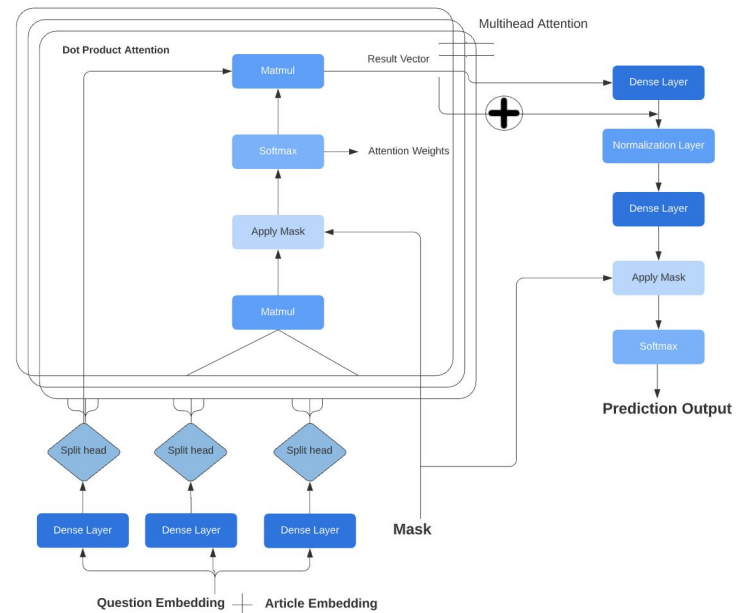 Multihead Attention
Dot Product Attention
Matmul
Result Vector
Dense Layer
Softmax
Attention Weights
Normalization Layer
Dense Layer
Apply Mask
Apply Mask
Matmul
Softmax
Prediction Output
Split head
Split head
Split head
Dense Layer
Dense Layer
Dense Layer
Mask
Question Embedding
Article Embedding